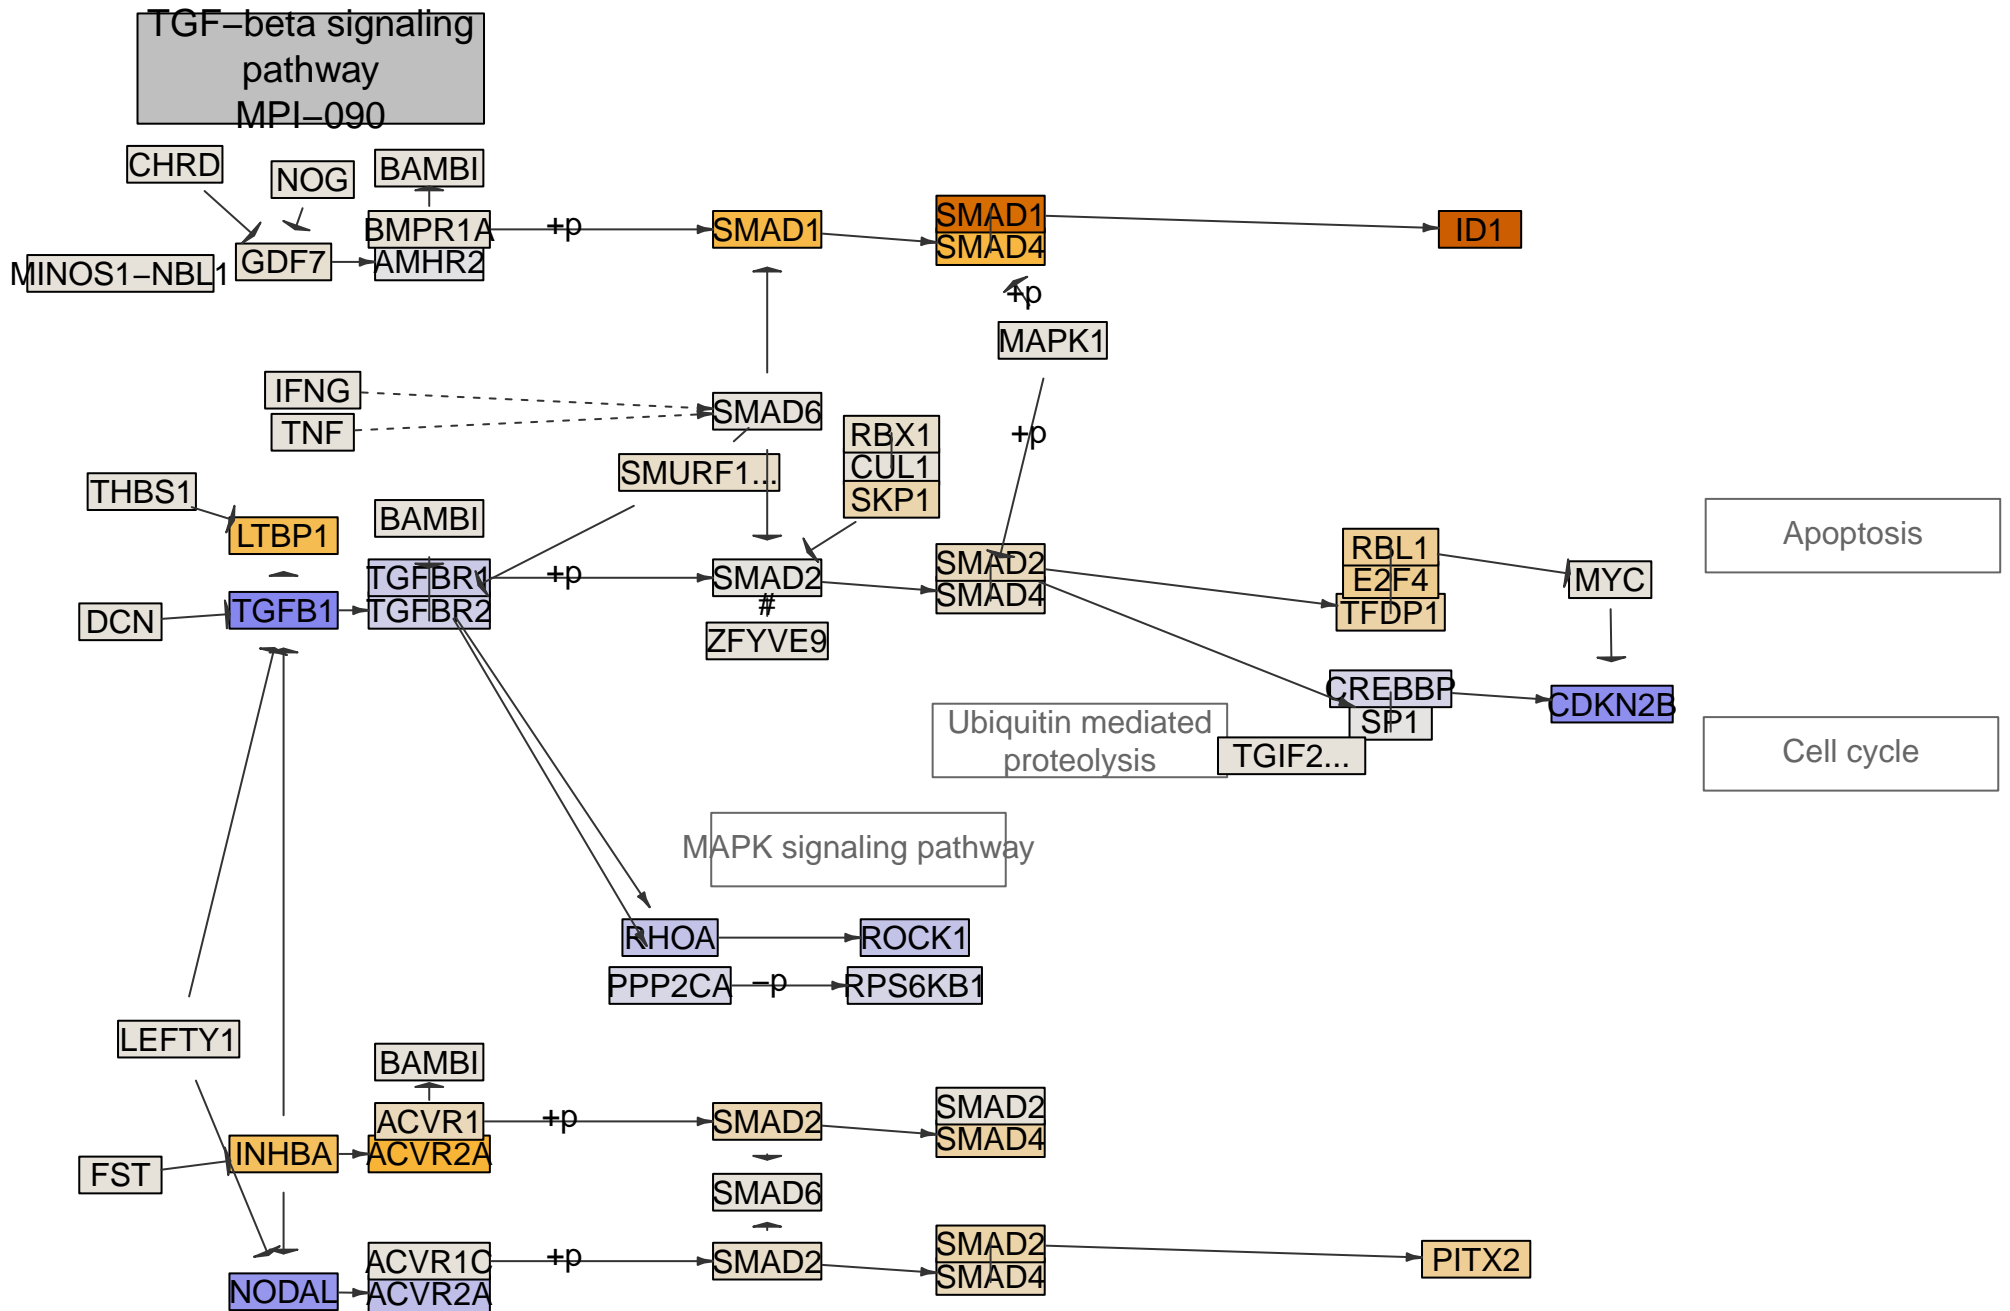 TGF−beta signaling
pathway
MPI−090
CHRD
NOG
BAMBI
BMPR1A
+p
SMAD1
SMAD1
SMAD4
ID1
GDF7
AMHR2
MINOS1−NBL1
+p
MAPK1
IFNG
TNF
SMAD6
RBX1
CUL1
SKP1
+p
SMURF1...
THBS1
LTBP1
BAMBI
TGFBR1
TGFBR2
+p
SMAD2
#
ZFYVE9
SMAD2
SMAD4
RBL1
E2F4
TFDP1
MYC
Apoptosis
DCN
TGFB1
CREBBP
SP1
TGIF2...
CDKN2B
Ubiquitin mediated
proteolysis
Cell cycle
MAPK signaling pathway
RHOA
ROCK1
PPP2CA
−p
RPS6KB1
LEFTY1
BAMBI
ACVR1
ACVR2A
+p
SMAD2
SMAD2
SMAD4
INHBA
FST
SMAD6
ACVR1C
ACVR2A
+p
SMAD2
SMAD2
SMAD4
PITX2
NODAL